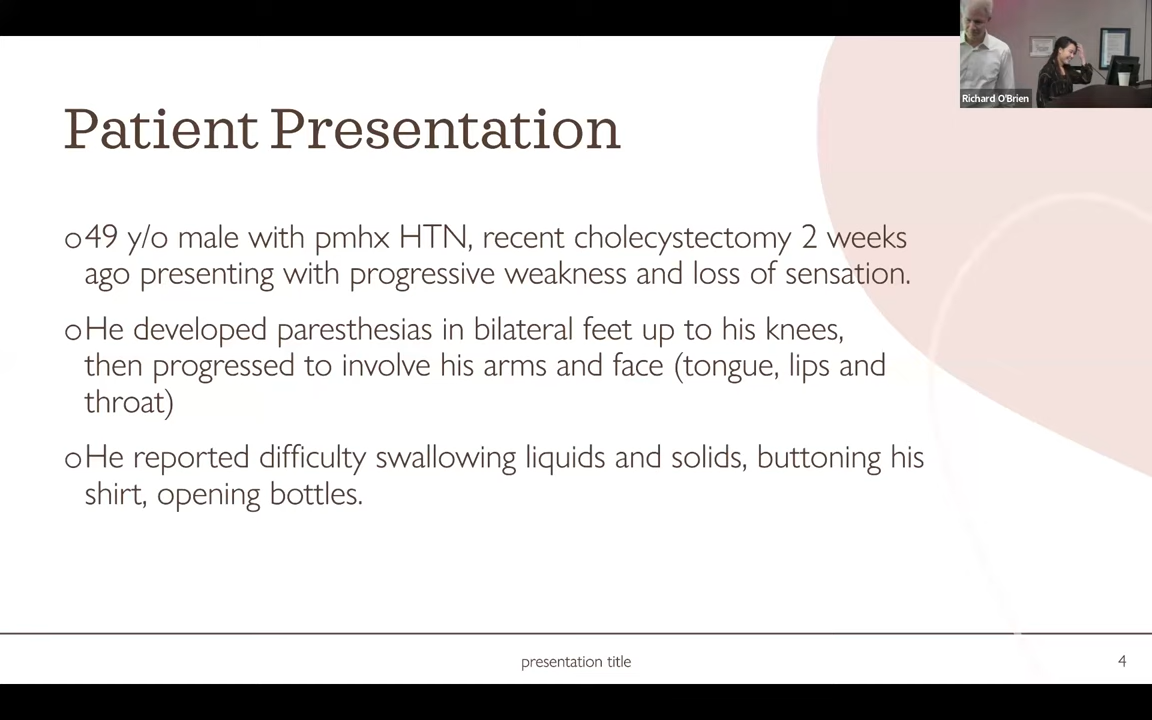 Richard O'Brien
Patient Presentation
o49 y/o male with pmhx HTN, recent cholecystectomy 2 weeks
ago presenting with progressive weakness and loss of sensation.
oHe developed paresthesias in bilateral feet up to his knees,
then progressed to involve his arms and face (tongue, lips and
throat)
oHe reported difficulty swallowing liquids and solids, buttoning his
shirt, opening bottles.
presentation title
4